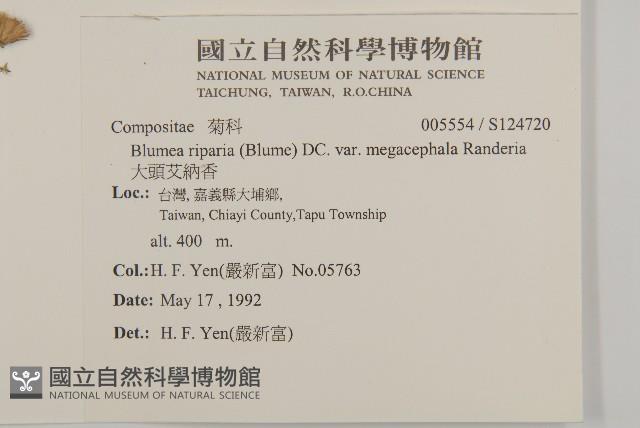 國立自然科學博物館
NATIONAL MUSEUM OF NATURAL SCIENCE
TAICHUNG, TAIWAN, R.O.CHINA
Compositae 菊科 005554 / S124720
Blumea riparia (Blume) DC. var. megacephala Randeria
大頭艾納香
Loc.: 台灣, 嘉義縣大埔鄉,
Taiwan, Chiayi County,Tapu Township
alt. 400 m.
Col.: H. F. Yen(嚴新富) No.05763
Date: May 17 , 1992
Det.: H. F. Yen(嚴新富)
國立自然科學博物館
NATIONAL MUSEUM OF NATURAL SCIENCE